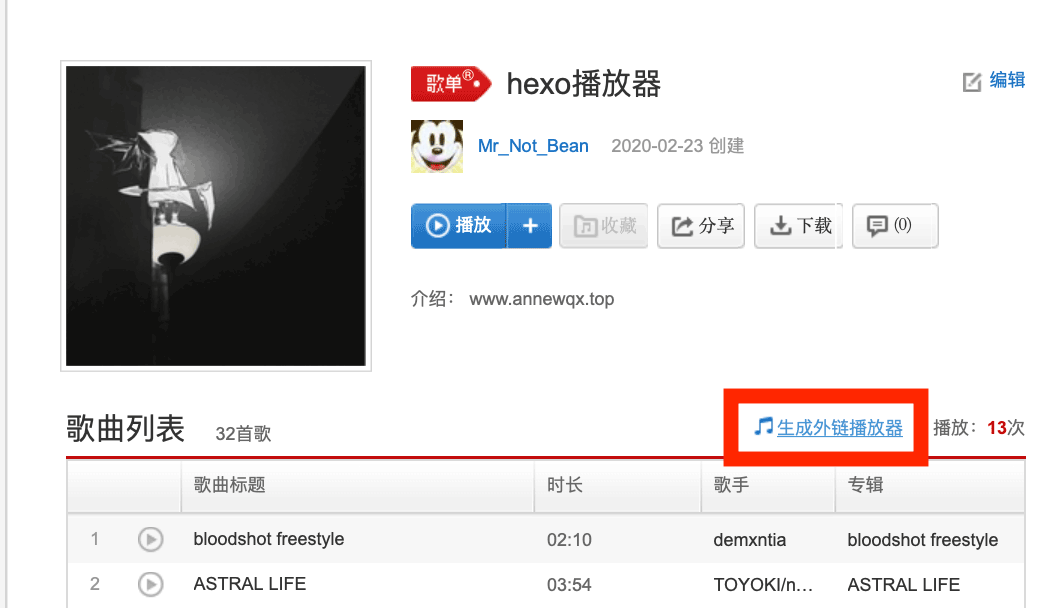 歌单® hexo播放器 编辑
Mr_Not_Bean 2020-02-23 创建
播放 + 收藏 分享 下载 (0)
介绍： www.annewqx.top
歌曲列表 32首歌 生成外链播放器 播放：13次
歌曲标题 时长 歌手 专辑
1 bloodshot freestyle 02:10 demxntia bloodshot freestyle
2 ASTRAL LIFE 03:54 TOYOKI/n... ASTRAL LIFE